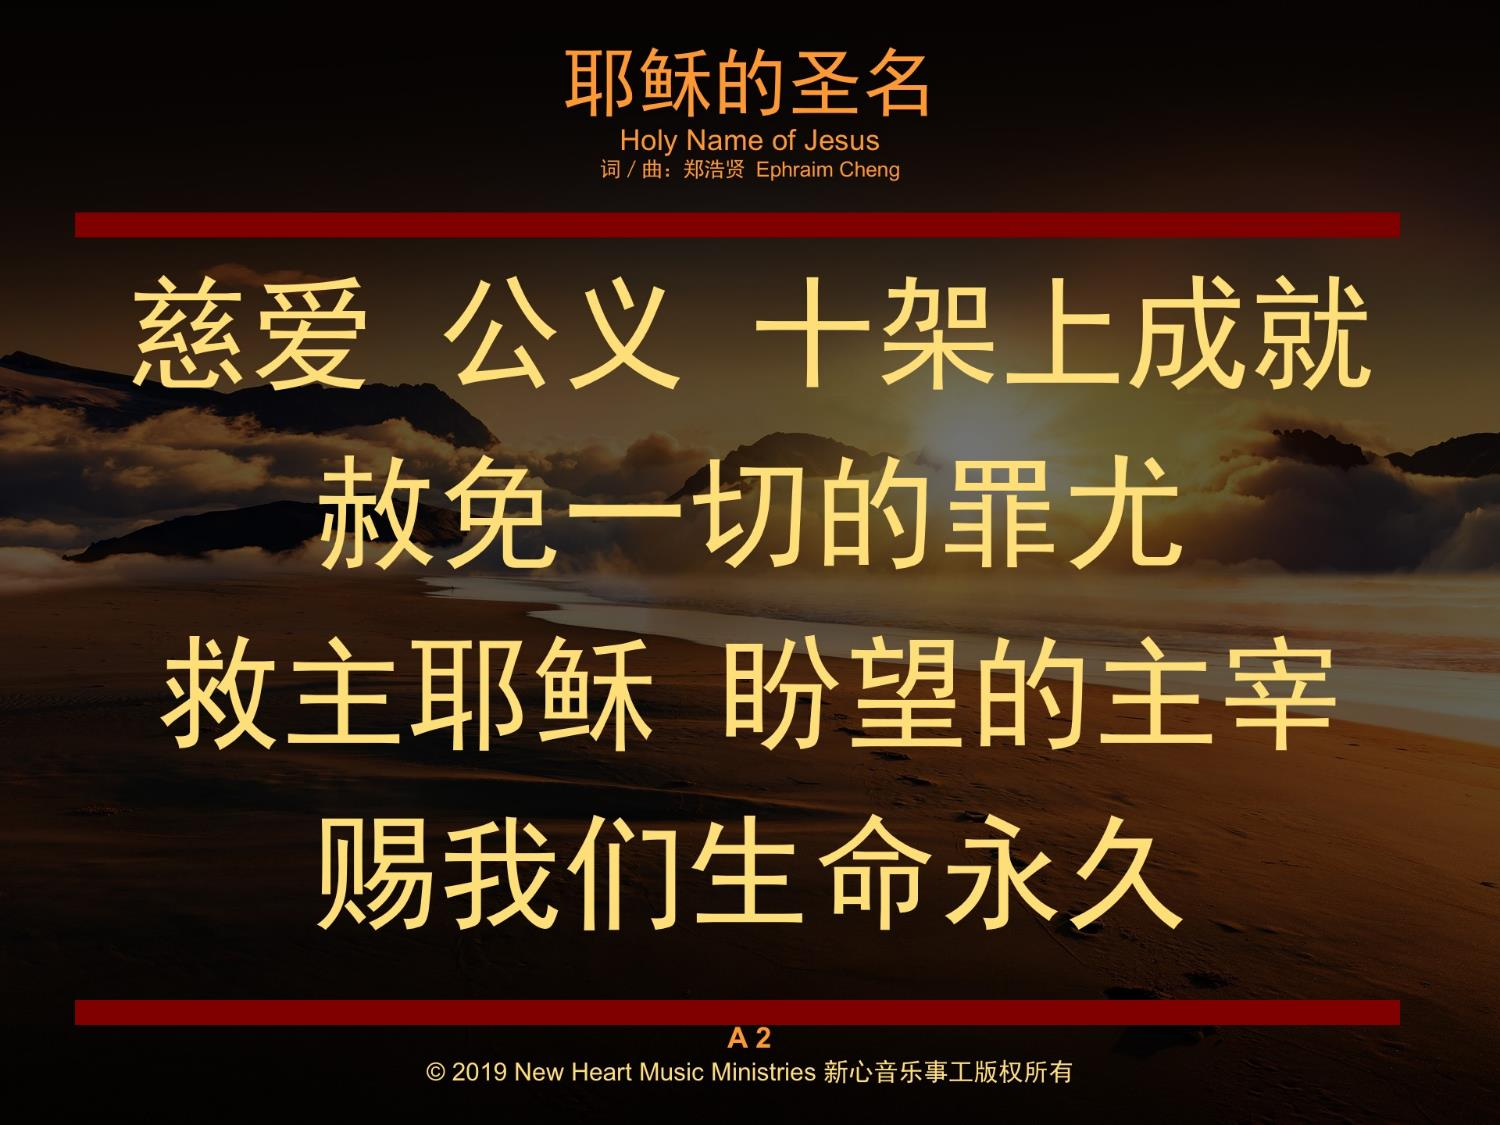 耶稣的圣名
Holy Name of Jesus
词 / 曲：郑浩贤 Ephraim Cheng
慈爱 公义 十架上成就
赦免一切的罪尤
救主耶稣 盼望的主宰
赐我们生命永久
A 2
© 2019 New Heart Music Ministries 新心音乐事工版权所有